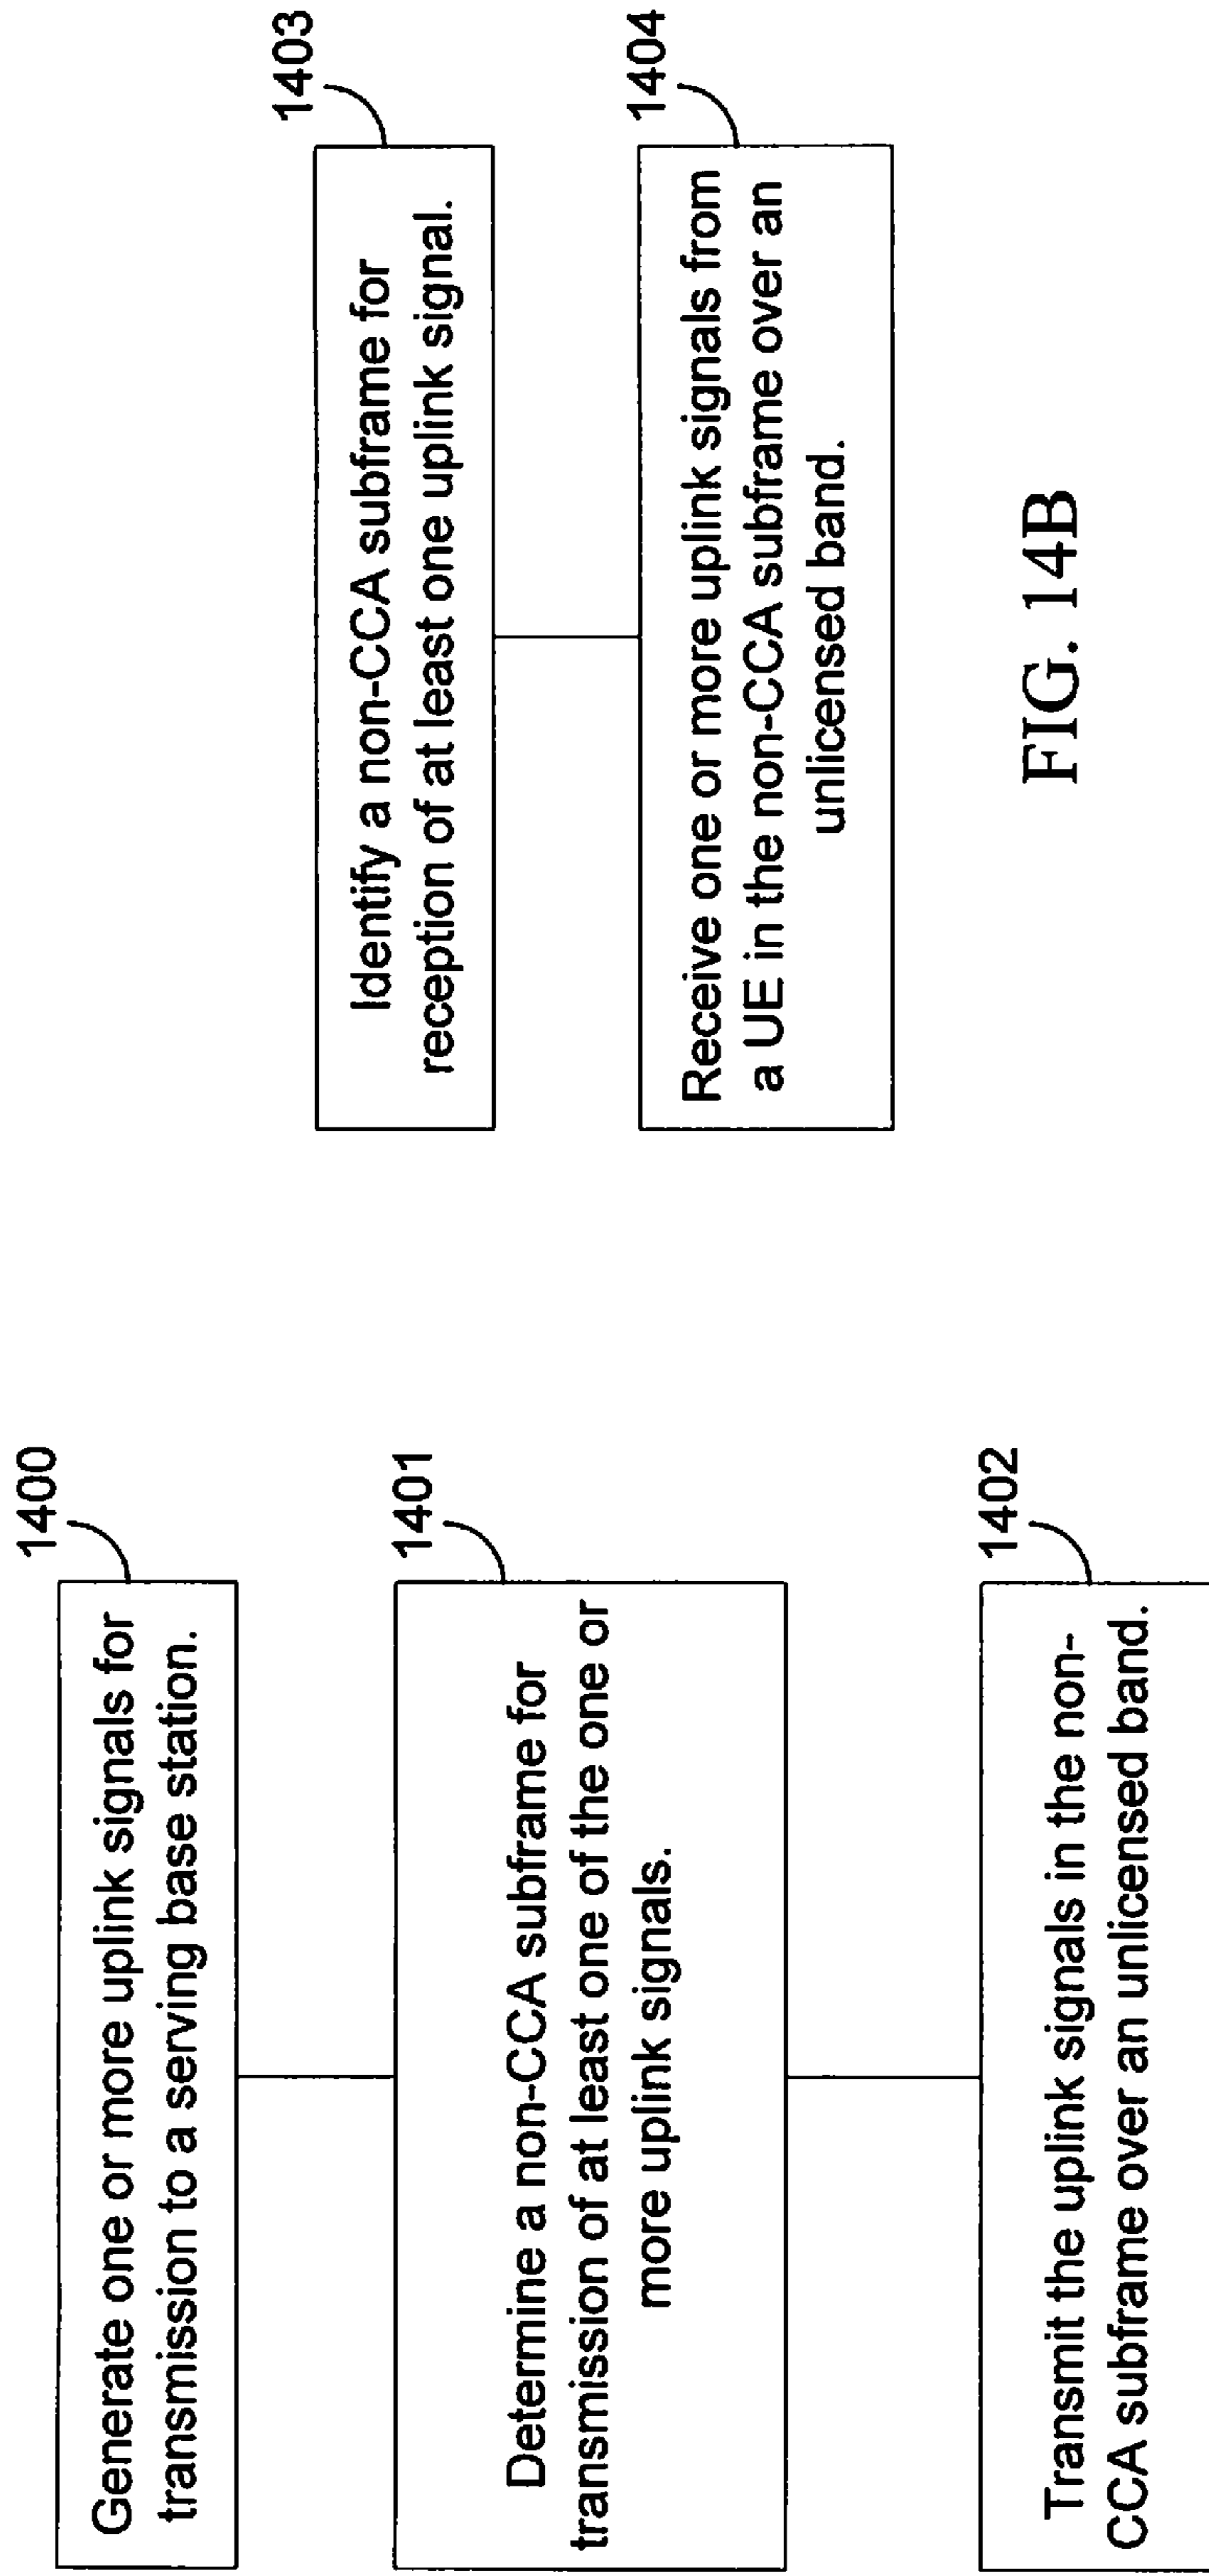 1400
Generate one or more uplink signals for
transmission to a serving base station.
1401
Determine a non-CCA subframe for
transmission of at least one of the one or
more uplink signals.
1402
Transmit the uplink signals in the non-
CCA subframe over an unlicensed band.
1403
Identify a non-CCA subframe for
reception of at least one uplink signal.
1404
Receive one or more uplink signals from
a UE in the non-CCA subframe over an
unlicensed band.
FIG. 14B